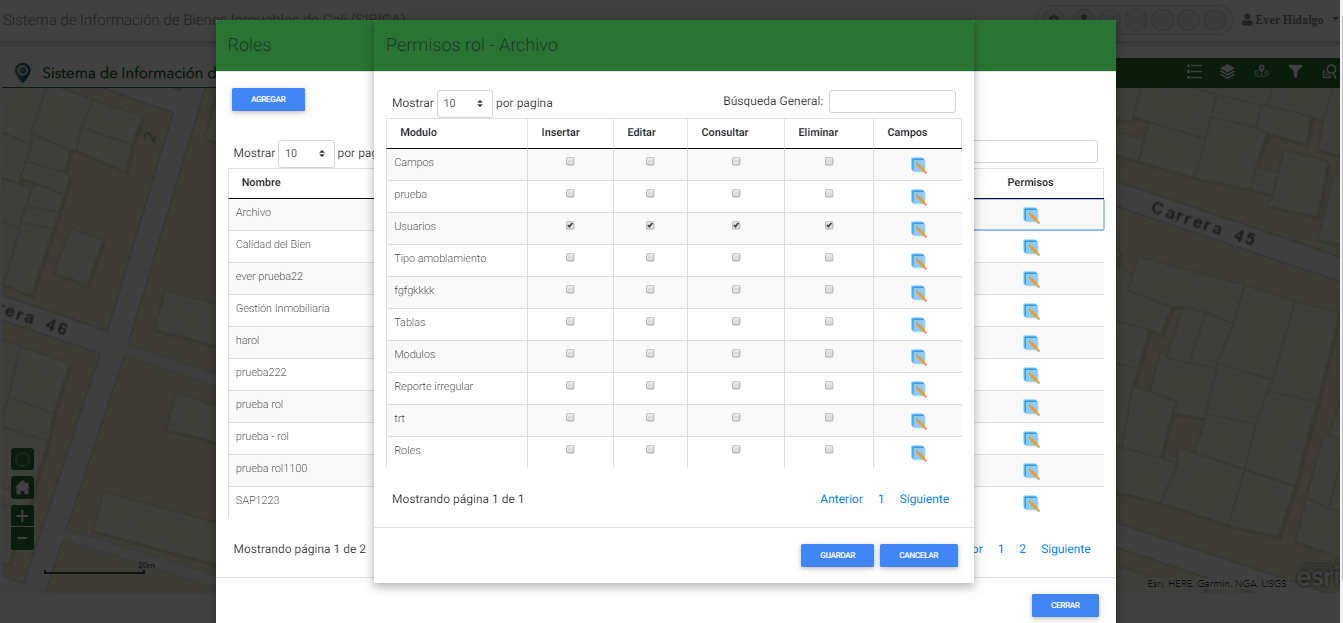 Sistema de Información de Bienes Inmuebles de Cali (SIBICA)
Ever Hidalgo
Sistema de Información d
Roles
AGREGAR
Mostrar 10 por pag
Nombre Permisos
Archivo
Calidad del Bien
ever prueba22
Gestión Inmobiliaria
harol
prueba222
prueba rol
prueba - rol
prueba rol1100
SAP1223
Mostrando página 1 de 2
or 1 2 Siguiente
CERRAR
Permisos rol - Archivo
Mostrar 10 por pagina Búsqueda General:
Modulo Insertar Editar Consultar Eliminar Campos
Campos
prueba
Usuarios
Tipo amoblamiento
fgfgkkkk
Tablas
Modulos
Reporte irregular
trt
Roles
Mostrando página 1 de 1 Anterior 1 Siguiente
GUARDAR CANCELAR
Carrera 45
rera 46
20m
Esri, HERE, Garmin, NGA, USGS
esri